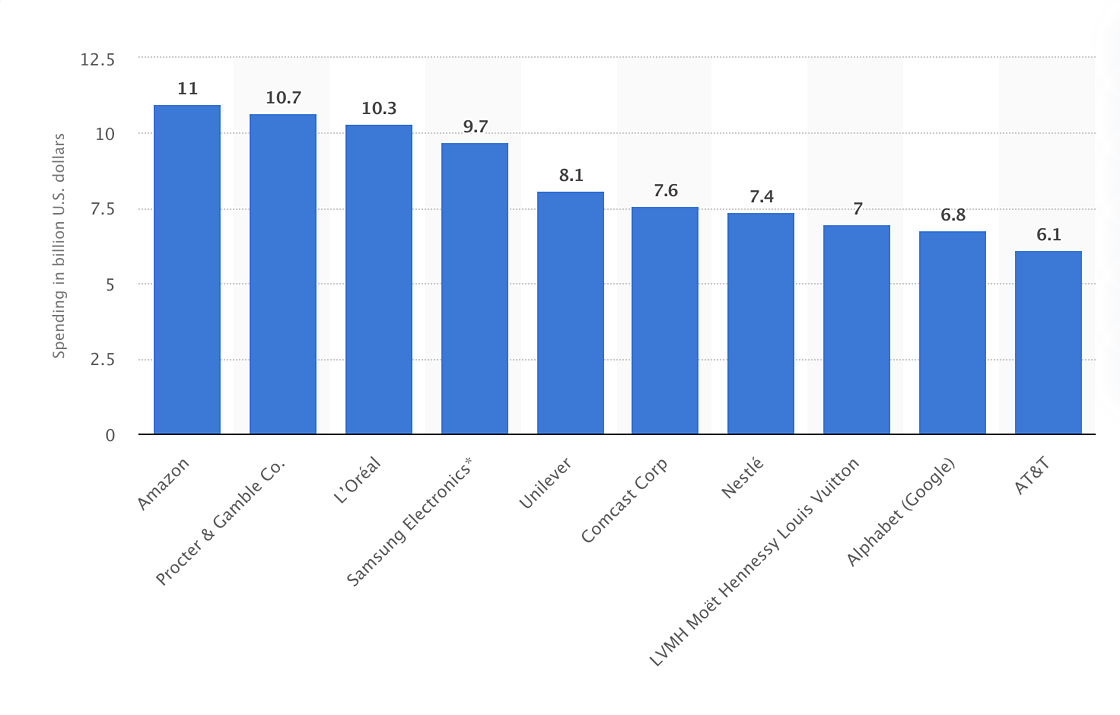 Spending in billion U.S. dollars
12.5
10
7.5
5
2.5
0
11
10.7
10.3
9.7
8.1
7.6
7.4
7
6.8
6.1
Amazon
Procter & Gamble Co.
L'Oréal
Samsung Electronics*
Unilever
Comcast Corp
Nestlé
LVMH Moët Hennessy Louis Vuitton
Alphabet (Google)
AT&T